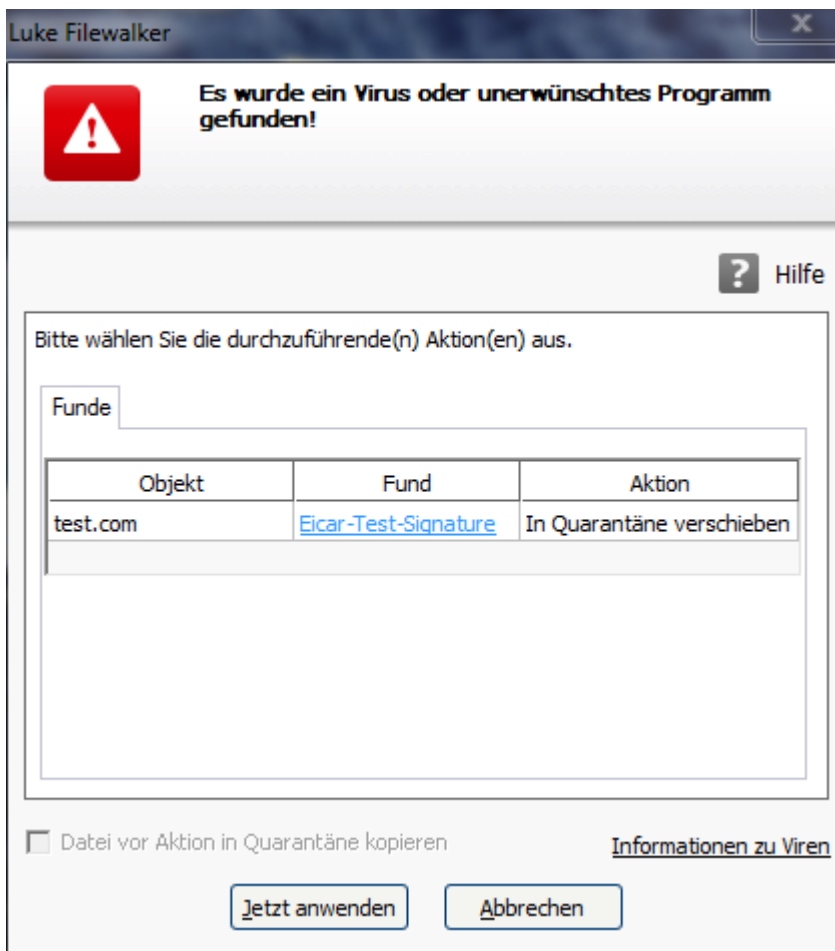 Luke Filewalker
Es wurde ein Virus oder unerwünschtes Programm
gefunden!
Hilfe
Bitte wählen Sie die durchzuführende(n) Aktion(en) aus.
Funde
Objekt Fund Aktion
test.com Eicar-Test-Signature In Quarantäne verschieben
Datei vor Aktion in Quarantäne kopieren
Informationen zu Viren
Jetzt anwenden Abbrechen